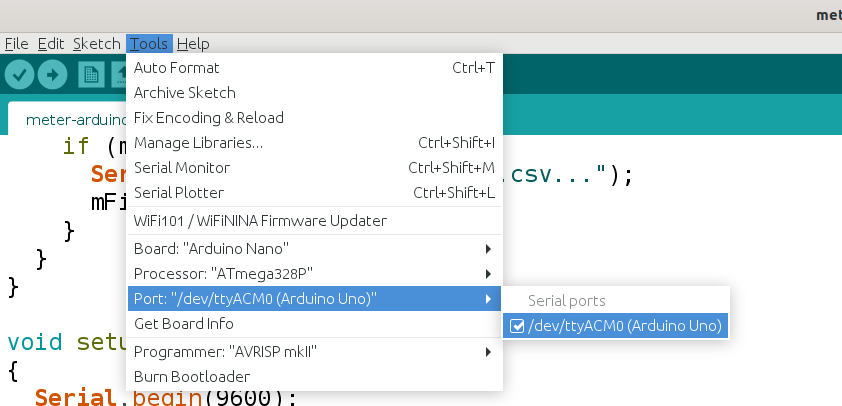 met
File Edit Sketch Tools Help
meter-arduino
Auto Format Ctrl+T
Archive Sketch
Fix Encoding & Reload
Manage Libraries... Ctrl+Shift+I
Serial Monitor Ctrl+Shift+M
Serial Plotter Ctrl+Shift+L
WiFi101 / WiFiNINA Firmware Updater
Board: "Arduino Nano"
Processor: "ATmega328P"
Port: "/dev/ttyACM0 (Arduino Uno)"
Get Board Info
Programmer: "AVRISP mkII"
Burn Bootloader
Serial ports
/dev/ttyACM0 (Arduino Uno)
if (m
Ser .csv...");
mFi
}
}
}
void setu
{
Serial.begin(9600);